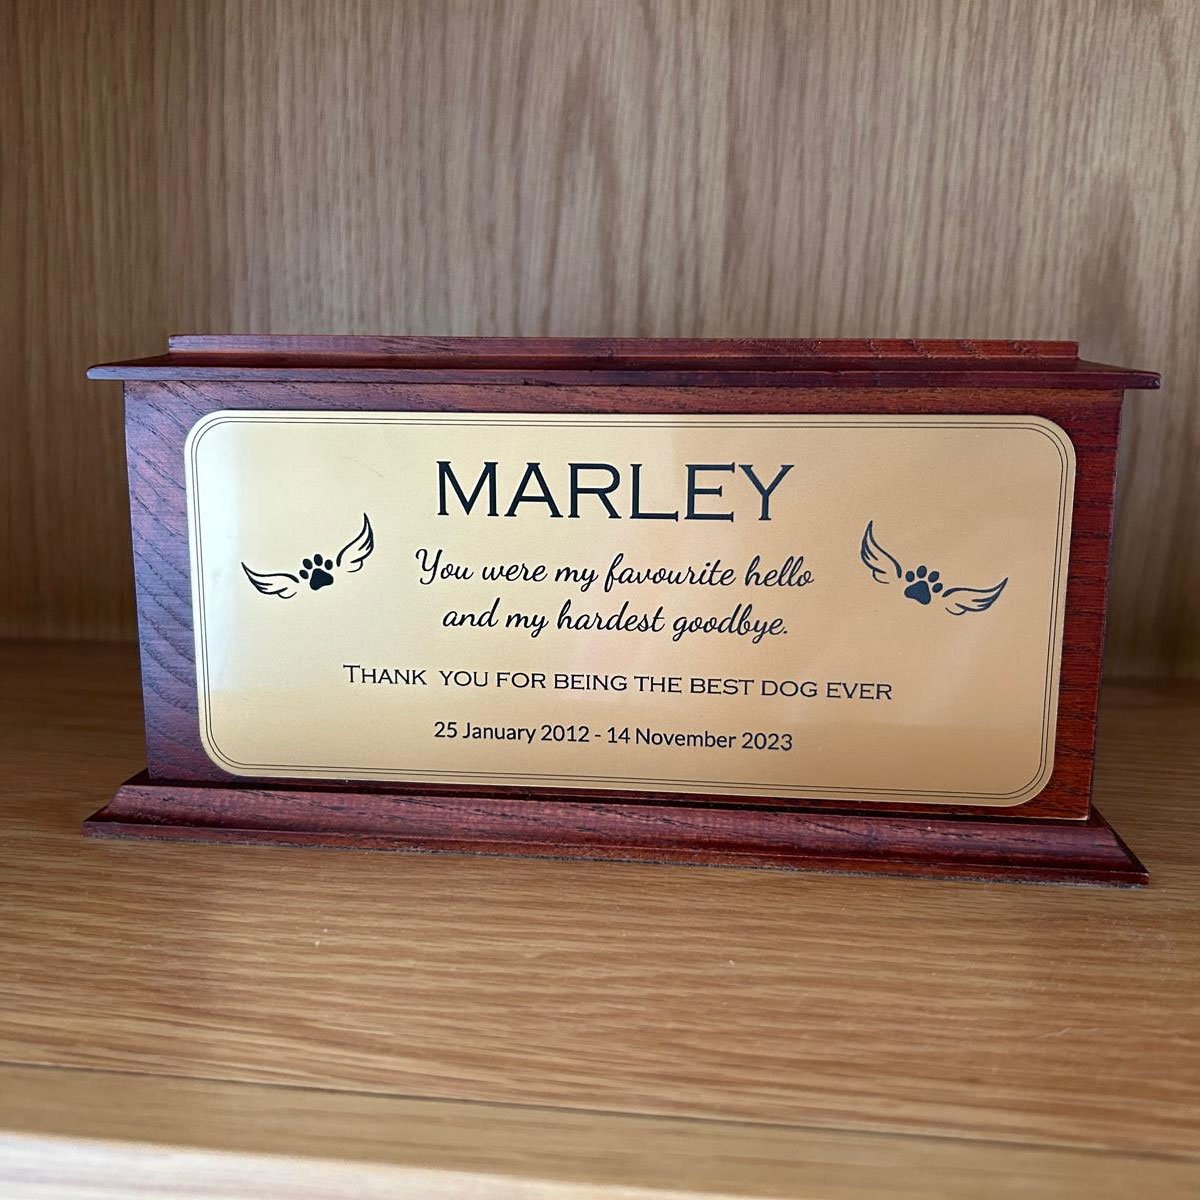 MARLEY
You were my favourite hello
and my hardest goodbye.
THANK YOU FOR BEING THE BEST DOG EVER
25 January 2012 - 14 November 2023